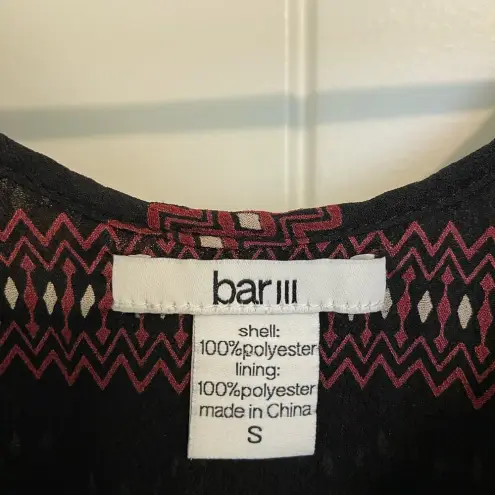 bar III
shell:
100%polyester
lining:
100%polyester
made in China
S